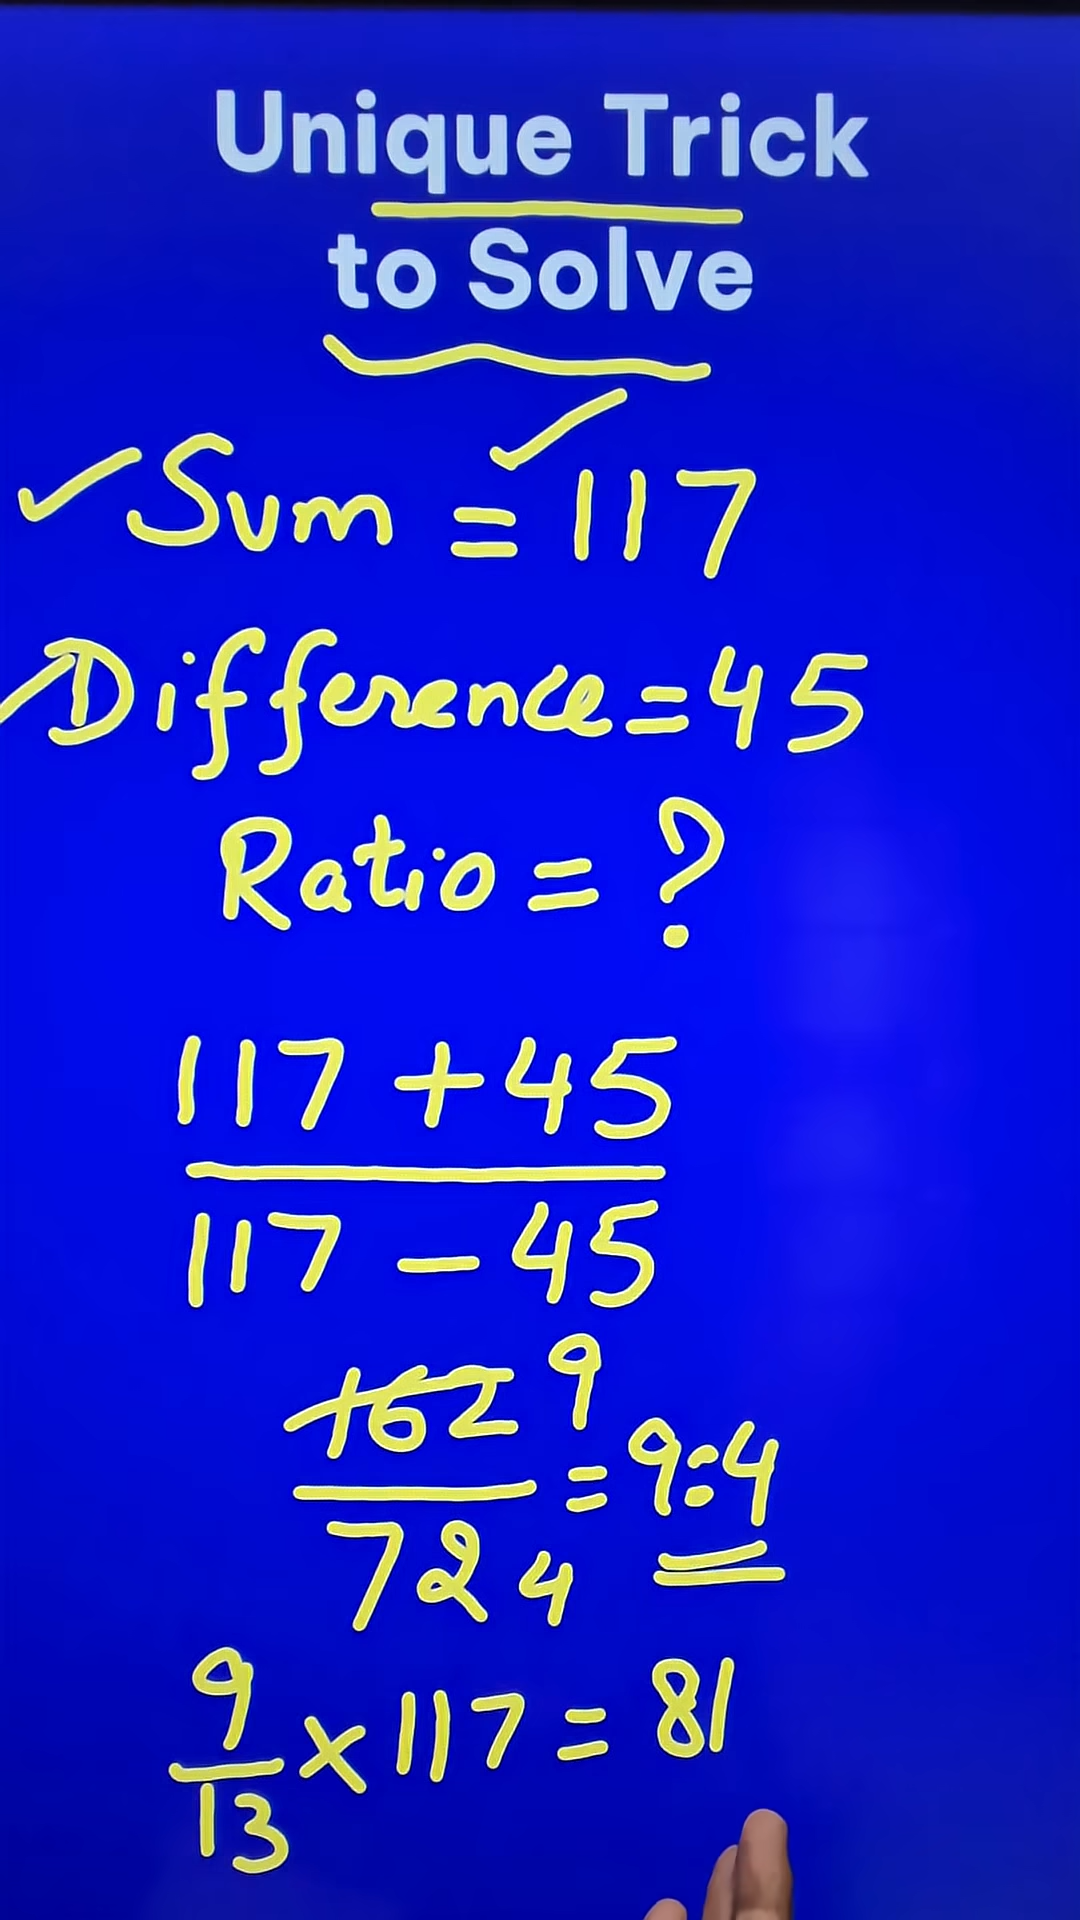 Unique Trick
to Solve
✓ Sum = 117 ✓
Difference = 45
Ratio = ?
117 + 45
117 - 45
162 9
72 4 = 9:4
9
13 × 117 = 81